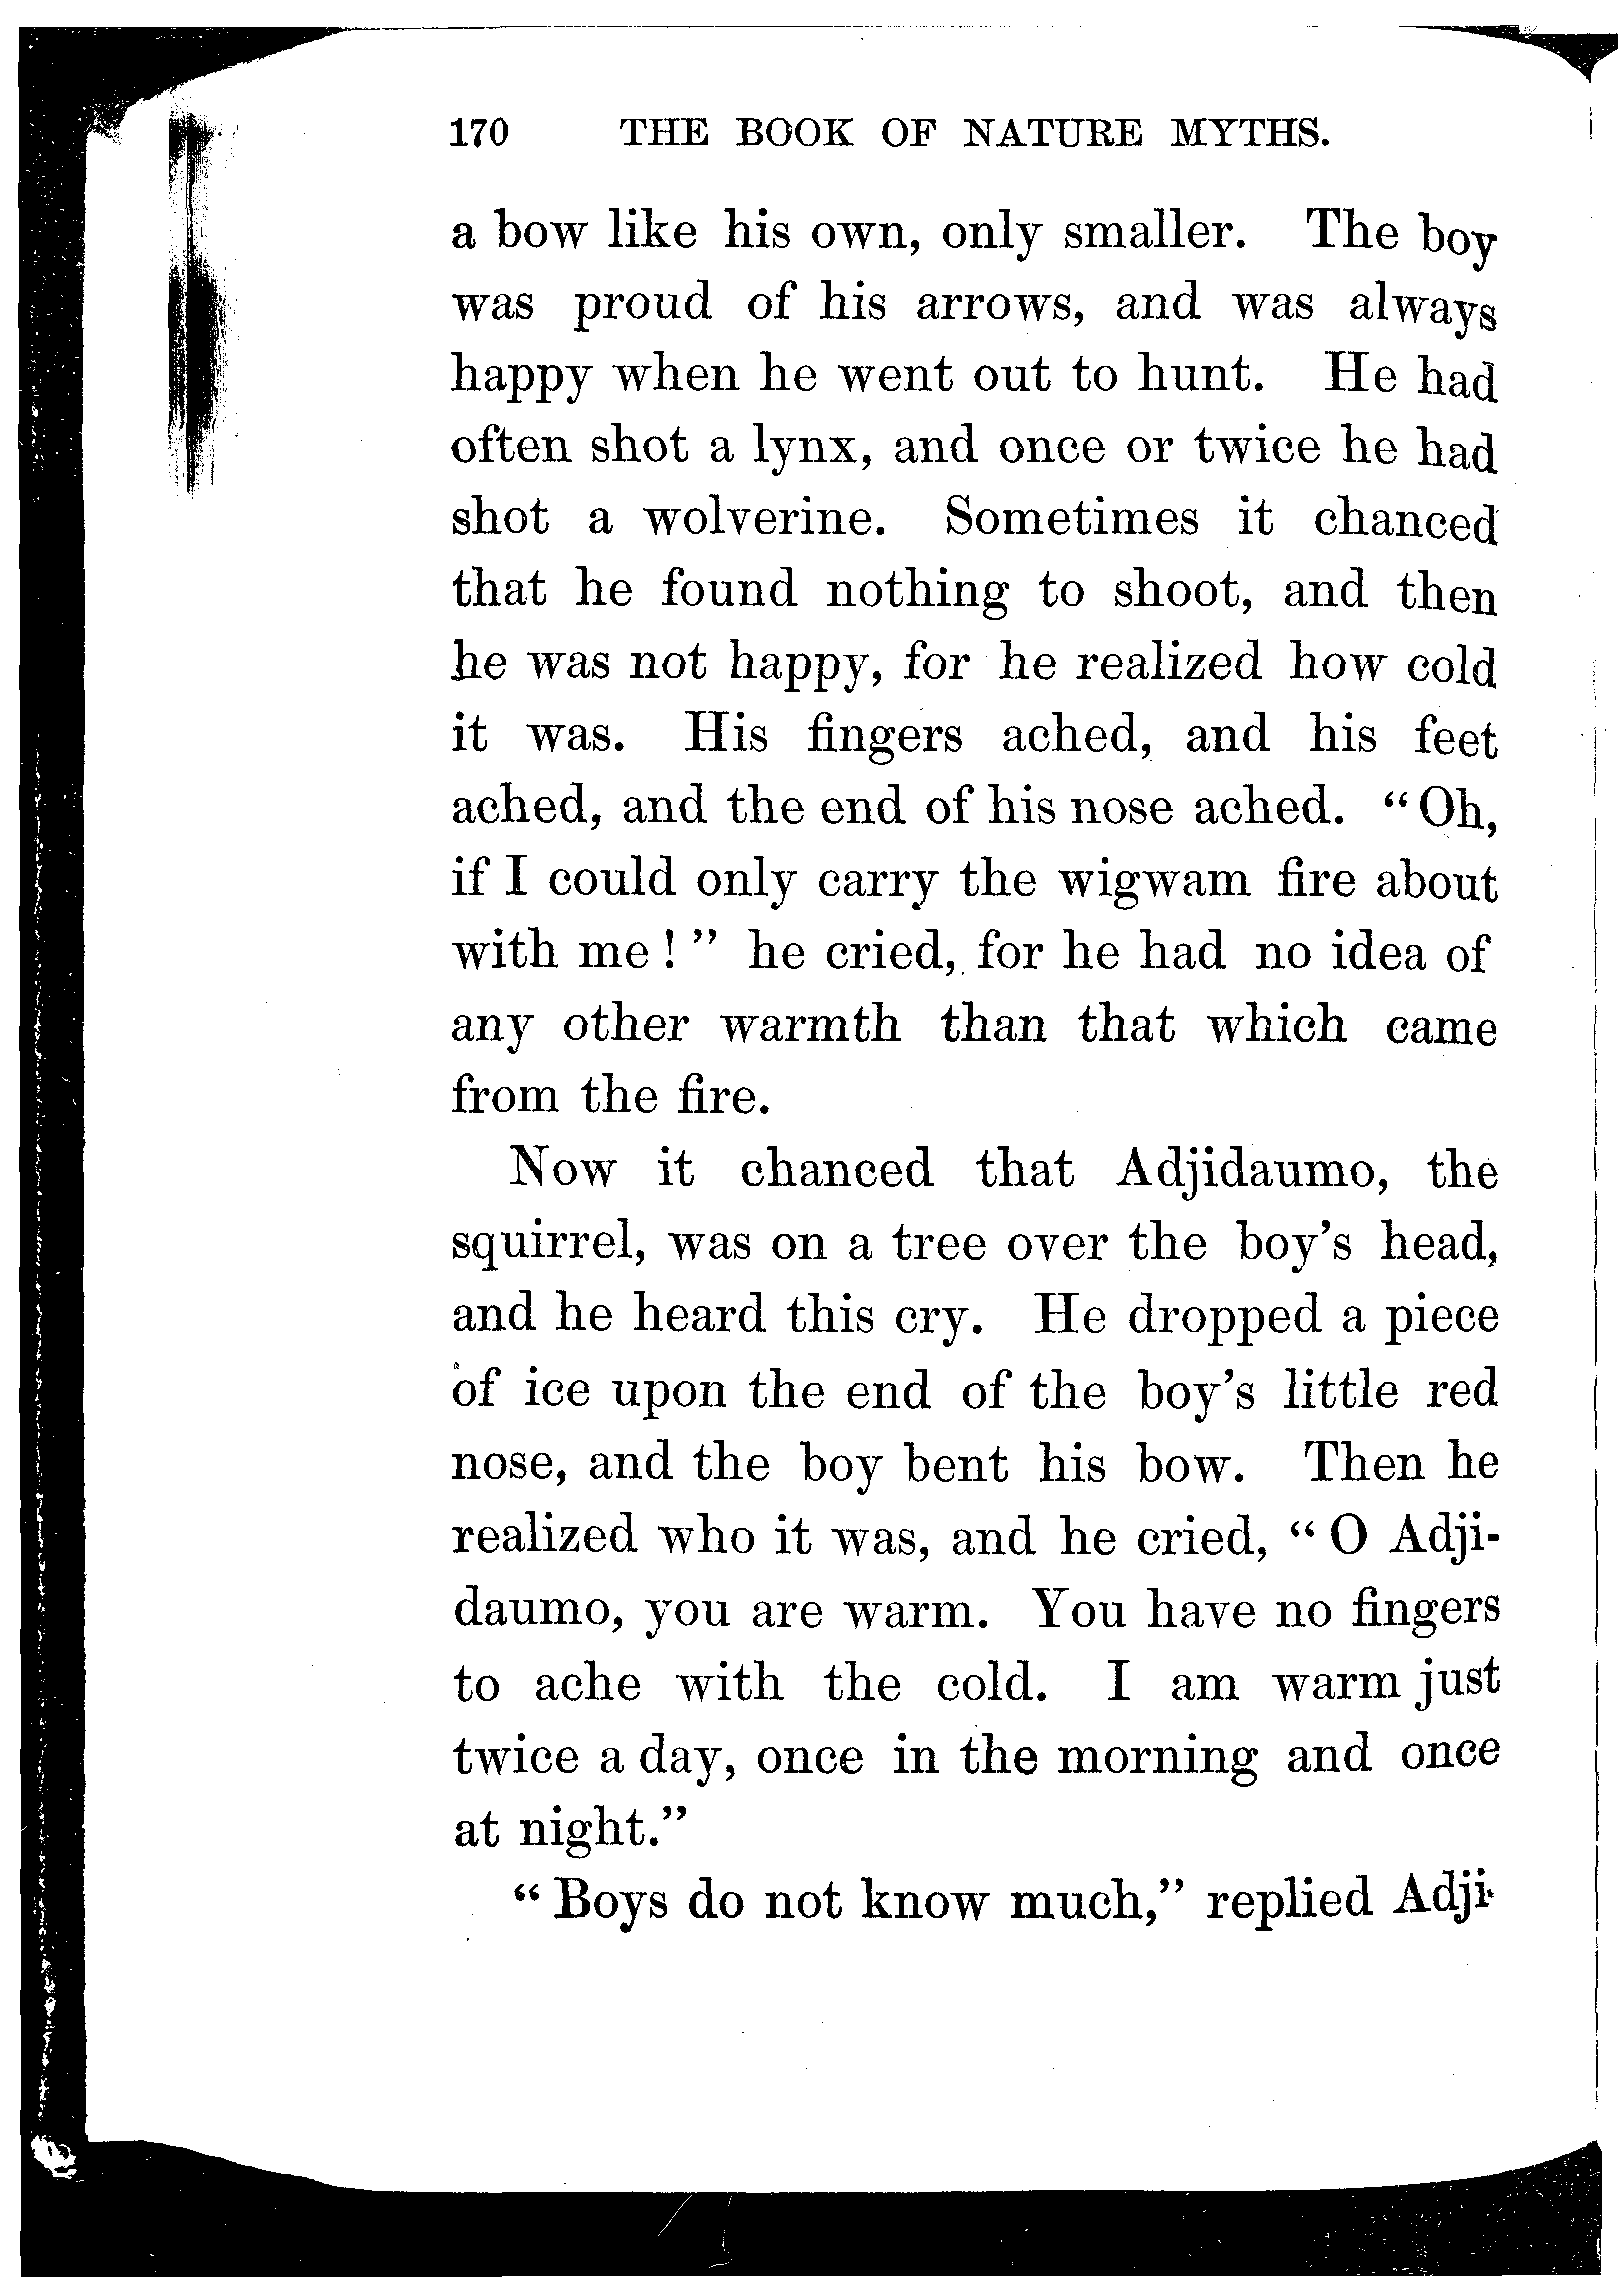 170 THE BOOK OF NATURE MYTHS.
a bow like his own, only smaller. The boy
was proud of his arrows, and was always
happy when he went out to hunt. He had
often shot a lynx, and once or twice he had
shot a wolverine. Sometimes it chanced
that he found nothing to shoot, and then
he was not happy, for he realized how cold
it was. His fingers ached, and his feet
ached, and the end of his nose ached. “Oh,
if I could only carry the wigwam fire about
with me!” he cried, for he had no idea of
any other warmth than that which came
from the fire.
Now it chanced that Adjidaumo, the
squirrel, was on a tree over the boy’s head,
and he heard this cry. He dropped a piece
of ice upon the end of the boy’s little red
nose, and the boy bent his bow. Then he
realized who it was, and he cried, “O Adji-
daumo, you are warm. You have no fingers
to ache with the cold. I am warm just
twice a day, once in the morning and once
at night.”
“Boys do not know much,” replied Adji-